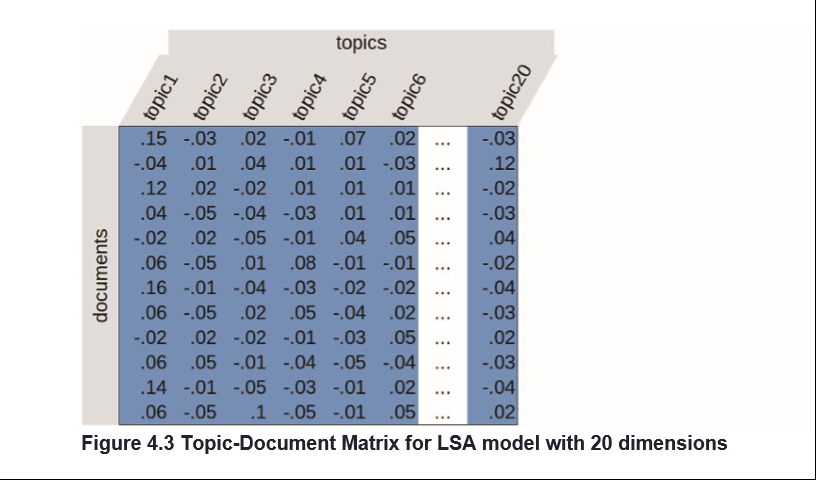 topics
topic1 topic2 topic3 topic4 topic5 topic6 topic20
documents
.15 -.03 .02 -.01 .07 .02 ... -.03
-.04 .01 .04 .01 .01 -.03 ... .12
.12 .02 -.02 .01 .01 .01 ... -.02
.04 -.05 -.04 -.03 .01 .01 ... -.03
-.02 .02 -.05 -.01 .04 .05 ... .04
.06 -.05 .01 .08 -.01 -.01 ... -.02
.16 -.01 -.04 -.03 -.02 -.02 ... -.04
.06 -.05 .02 .05 -.04 .02 ... -.03
-.02 .02 -.02 -.01 -.03 .05 ... .02
.06 .05 -.01 -.04 -.05 -.04 ... -.03
.14 -.01 -.05 -.03 -.01 .02 ... -.04
.06 -.05 .1 -.05 -.01 .05 ... .02
Figure 4.3 Topic-Document Matrix for LSA model with 20 dimensions